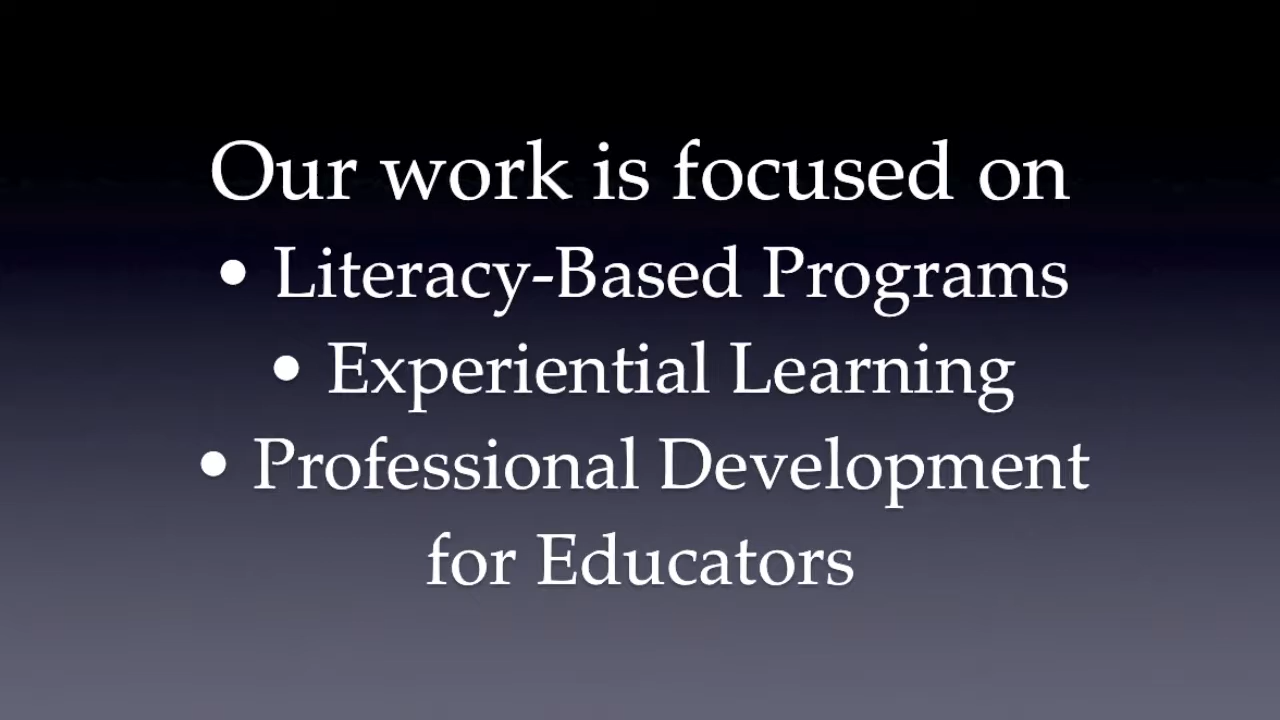 Our work is focused on
• Literacy-Based Programs
• Experiential Learning
• Professional Development
for Educators